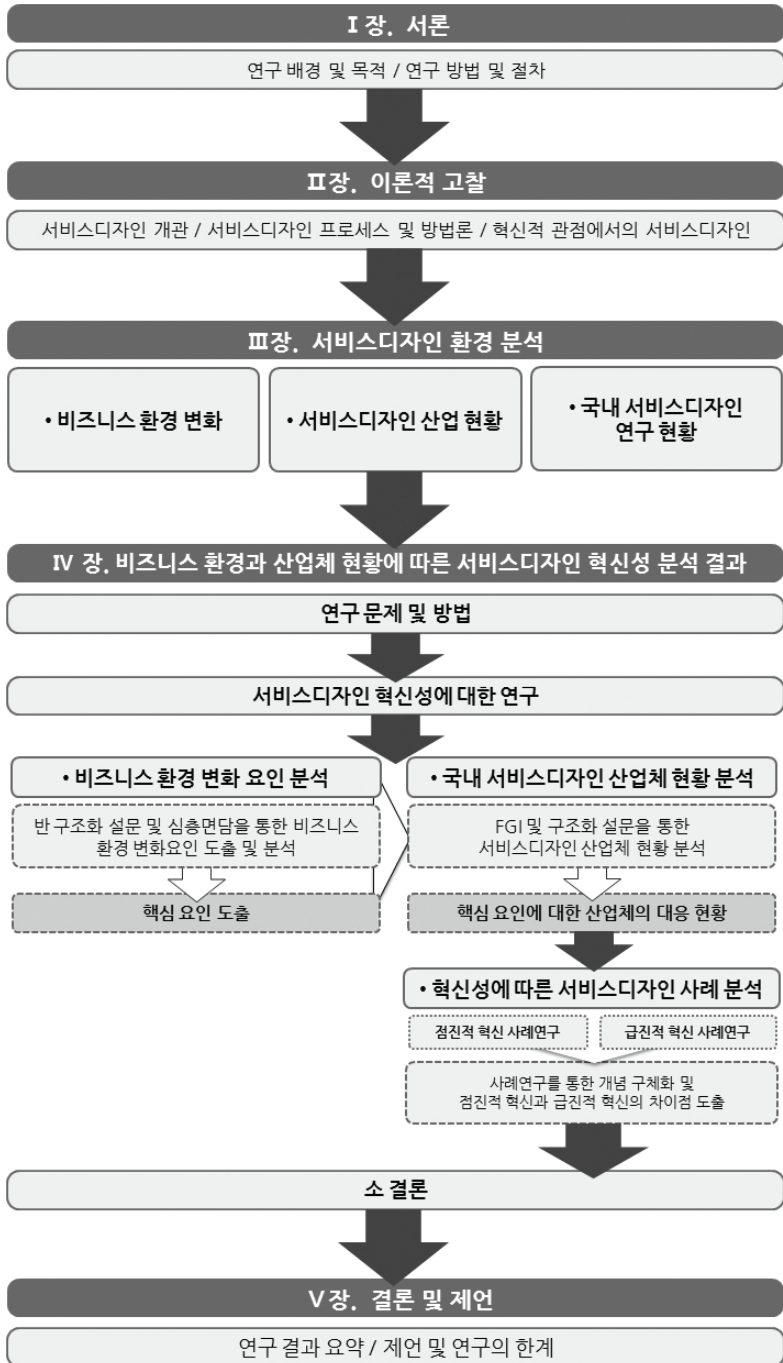 Ⅰ장. 서론
연구 배경 및 목적 / 연구 방법 및 절차
Ⅱ장. 이론적 고찰
서비스디자인 개관 / 서비스디자인 프로세스 및 방법론 / 혁신적 관점에서의 서비스디자인
Ⅲ장. 서비스디자인 환경 분석
• 비즈니스 환경 변화
• 서비스디자인 산업 현황
• 국내 서비스디자인
연구 현황
Ⅳ 장. 비즈니스 환경과 산업체 현황에 따른 서비스디자인 혁신성 분석 결과
연구 문제 및 방법
서비스디자인 혁신성에 대한 연구
• 비즈니스 환경 변화 요인 분석
반 구조화 설문 및 심층면담을 통한 비즈니스
환경 변화요인 도출 및 분석
핵심 요인 도출
• 국내 서비스디자인 산업체 현황 분석
FGI 및 구조화 설문을 통한
서비스디자인 산업체 현황 분석
핵심 요인에 대한 산업체의 대응 현황
• 혁신성에 따른 서비스디자인 사례 분석
점진적 혁신 사례연구
급진적 혁신 사례연구
사례연구를 통한 개념 구체화 및
점진적 혁신과 급진적 혁신의 차이점 도출
소 결론
Ⅴ장. 결론 및 제언
연구 결과 요약 / 제언 및 연구의 한계